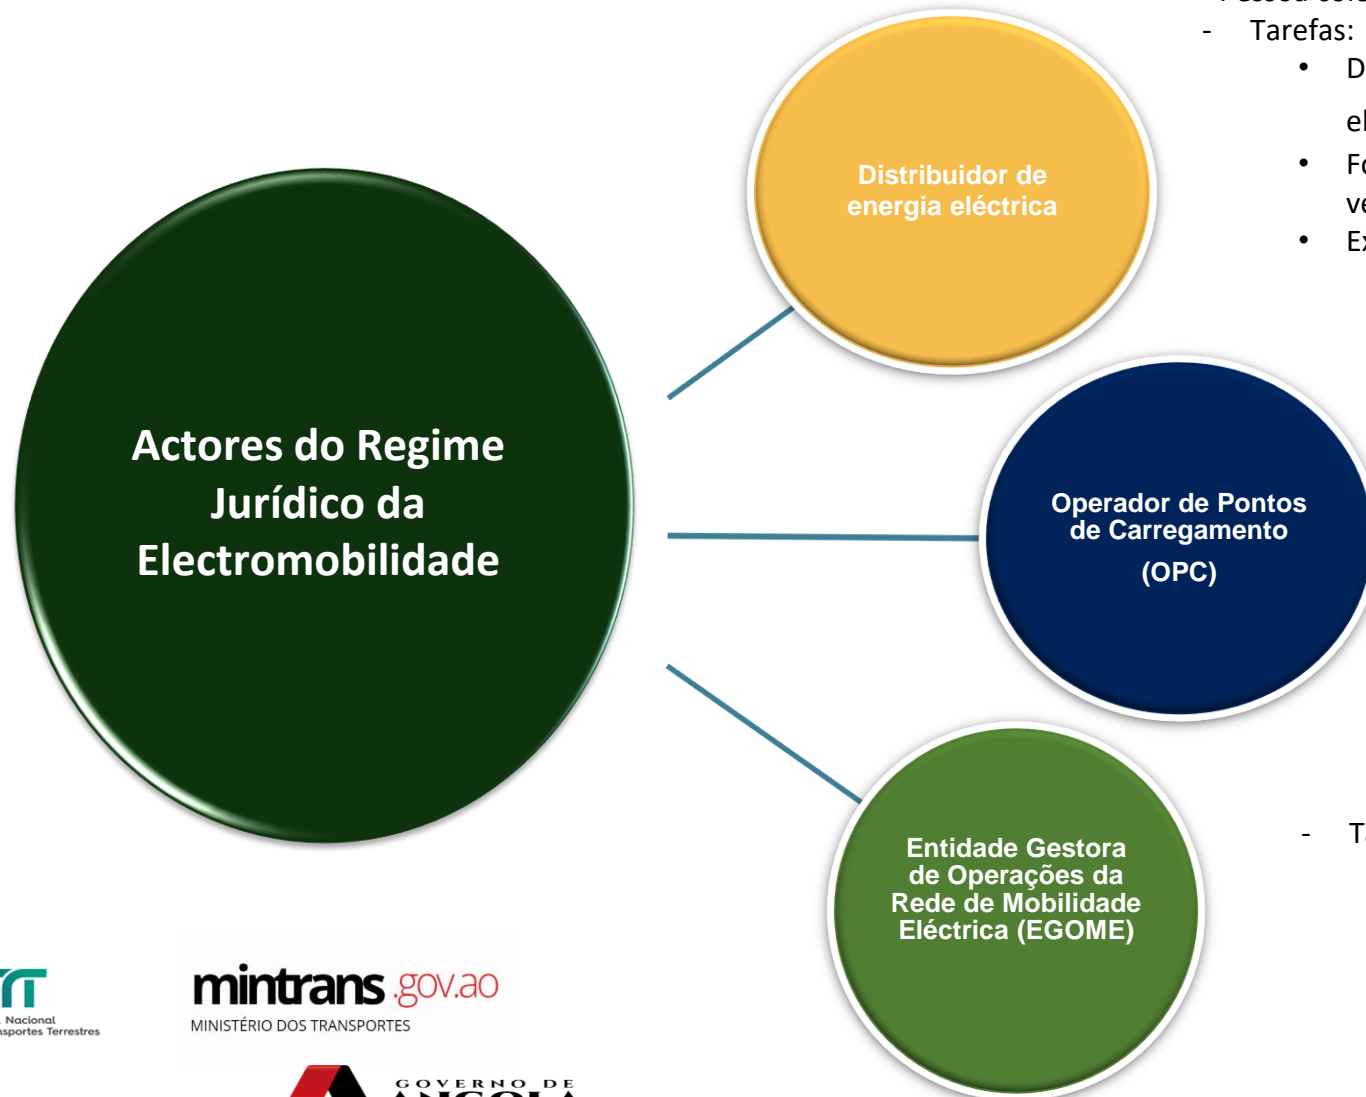 - Tarefas:
•
•
•
Distribuidor de
energia eléctrica
Actores do Regime
Jurídico da
Electromobilidade
Operador de Pontos
de Carregamento
(OPC)
-
Entidade Gestora
de Operações da
Rede de Mobilidade
Eléctrica (EGOME)
Nacional
Terrestres
mintrans.gov.ao
MINISTÉRIO DOS TRANSPORTES
GOVERNO DE
ANGOLA